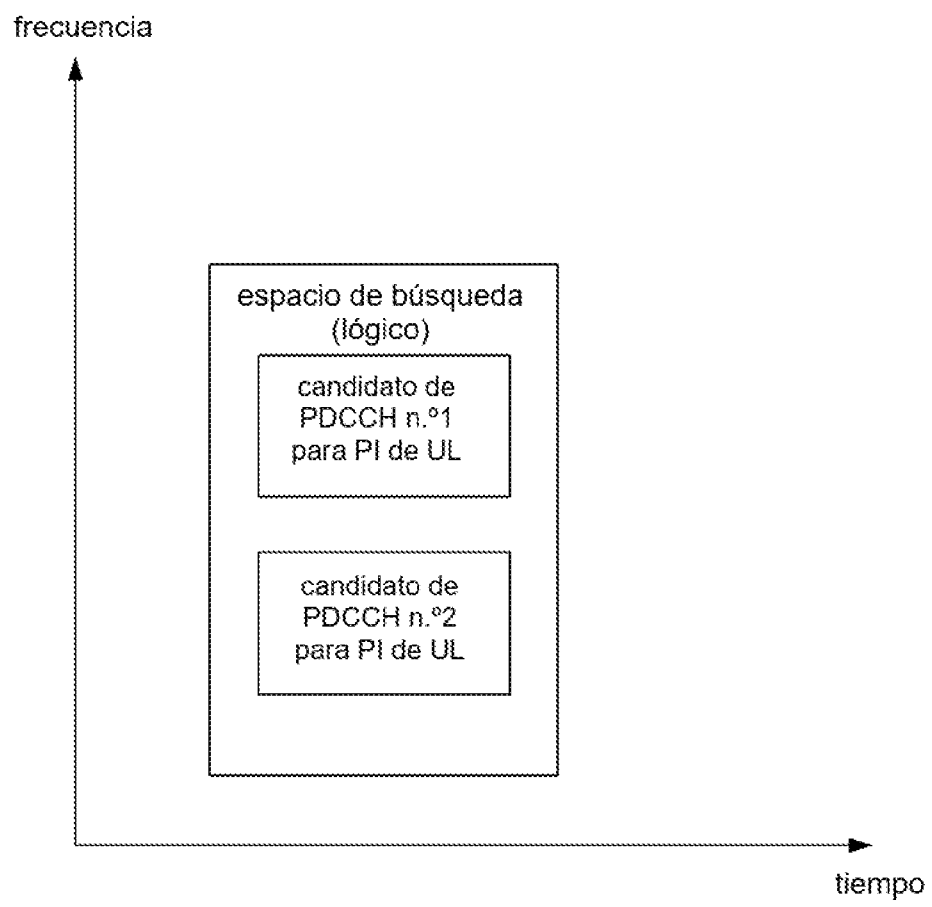 frecuencia
espacio de búsqueda
(lógico)
candidato de
PDCCH n.º1
para PI de UL
candidato de
PDCCH n.º2
para PI de UL
tiempo